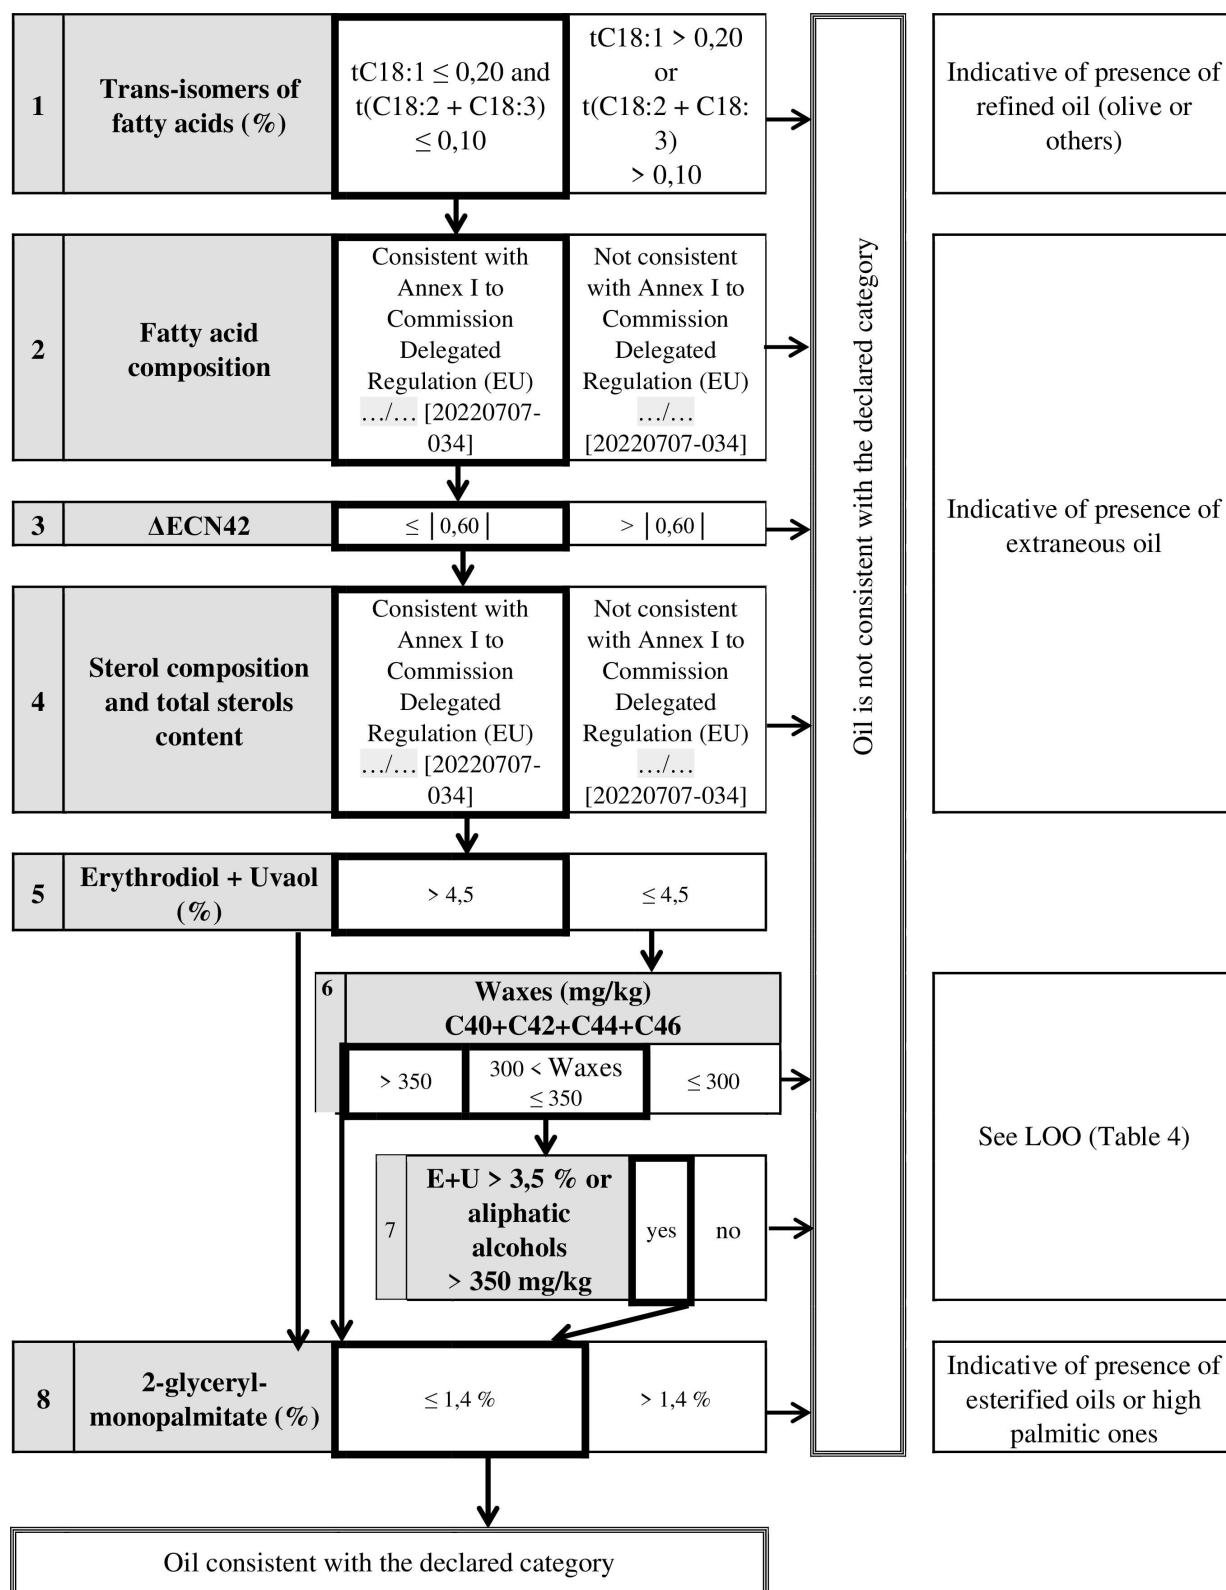 1
Trans-isomers of
fatty acids (%)
tC18:1 ≤ 0,20 and
t(C18:2 + C18:3)
≤ 0,10
tC18:1 > 0,20
or
t(C18:2 + C18:
3)
> 0,10
Indicative of presence of
refined oil (olive or
others)
Oil is not consistent with the declared category
2
Fatty acid
composition
Consistent with
Annex I to
Commission
Delegated
Regulation (EU)
…/… [20220707-
034]
Not consistent
with Annex I to
Commission
Delegated
Regulation (EU)
…/…
[20220707-034]
Indicative of presence of
extraneous oil
3
ΔECN42
≤ |0,60|
> |0,60|
4
Sterol composition
and total sterols
content
Consistent with
Annex I to
Commission
Delegated
Regulation (EU)
…/… [20220707-
034]
Not consistent
with Annex I to
Commission
Delegated
Regulation (EU)
…/…
[20220707-034]
5
Erythrodiol + Uvaol
(%)
> 4,5
≤ 4,5
6
Waxes (mg/kg)
C40+C42+C44+C46
> 350
300 < Waxes
≤ 350
≤ 300
See LOO (Table 4)
7
E+U > 3,5 % or
aliphatic
alcohols
> 350 mg/kg
yes
no
8
2-glyceryl-
monopalmitate (%)
≤ 1,4 %
> 1,4 %
Indicative of presence of
esterified oils or high
palmitic ones
Oil consistent with the declared category